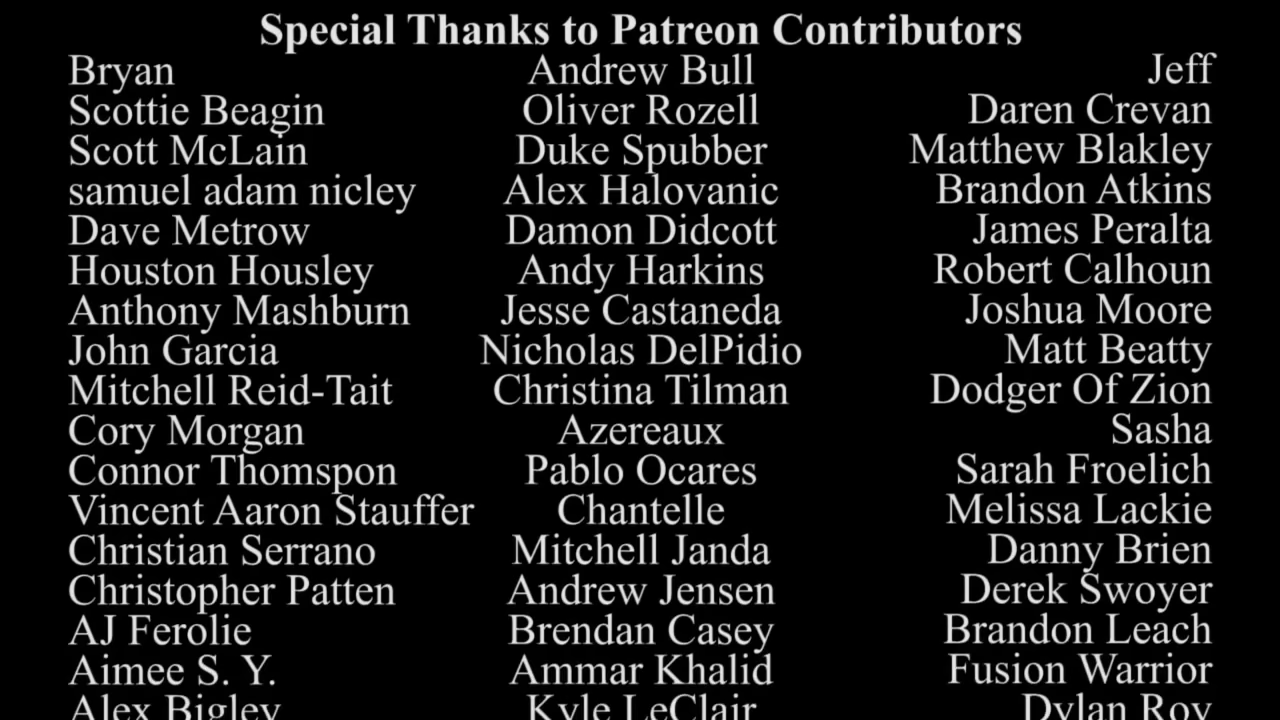 Special Thanks to Patreon Contributors
Bryan Andrew Bull Jeff
Scottie Beagin Oliver Rozell Daren Crevan
Scott McLain Duke Spubber Matthew Blakley
samuel adam nicley Alex Halovanic Brandon Atkins
Dave Metrow Damon Didcott James Peralta
Houston Housley Andy Harkins Robert Calhoun
Anthony Mashburn Jesse Castaneda Joshua Moore
John Garcia Nicholas DelPidio Matt Beatty
Mitchell Reid-Tait Christina Tilman Dodger Of Zion
Cory Morgan Azereaux Sasha
Connor Thomspon Pablo Ocares Sarah Froelich
Vincent Aaron Stauffer Chantelle Melissa Lackie
Christian Serrano Mitchell Janda Danny Brien
Christopher Patten Andrew Jensen Derek Swoyer
AJ Ferolie Brendan Casey Brandon Leach
Aimee S. Y. Ammar Khalid Fusion Warrior
Alex Bigley Kyle LeClair Dylan Roy